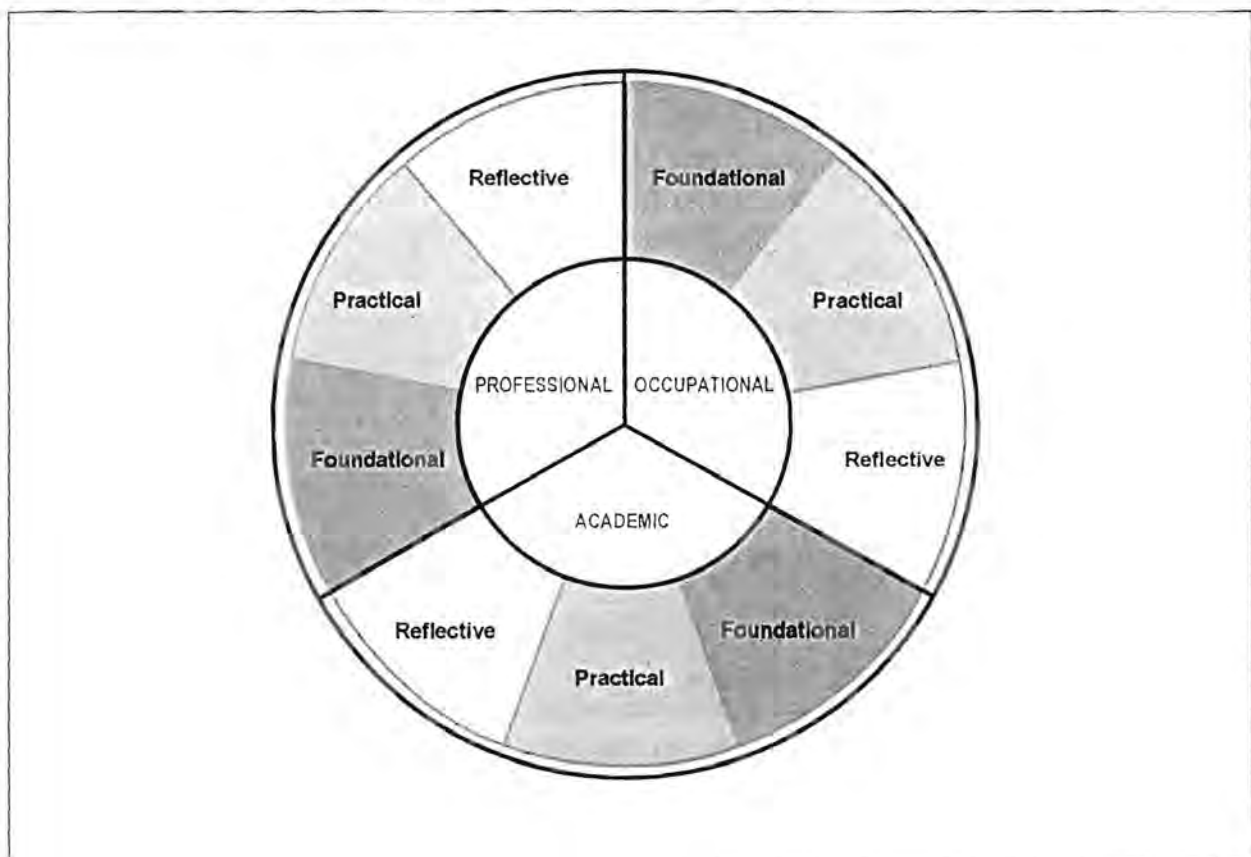 Reflective
Foundational
Practical
Practical
PROFESSIONAL
OCCUPATIONAL
Foundational
Reflective
ACADEMIC
Reflective
Foundational
Practical